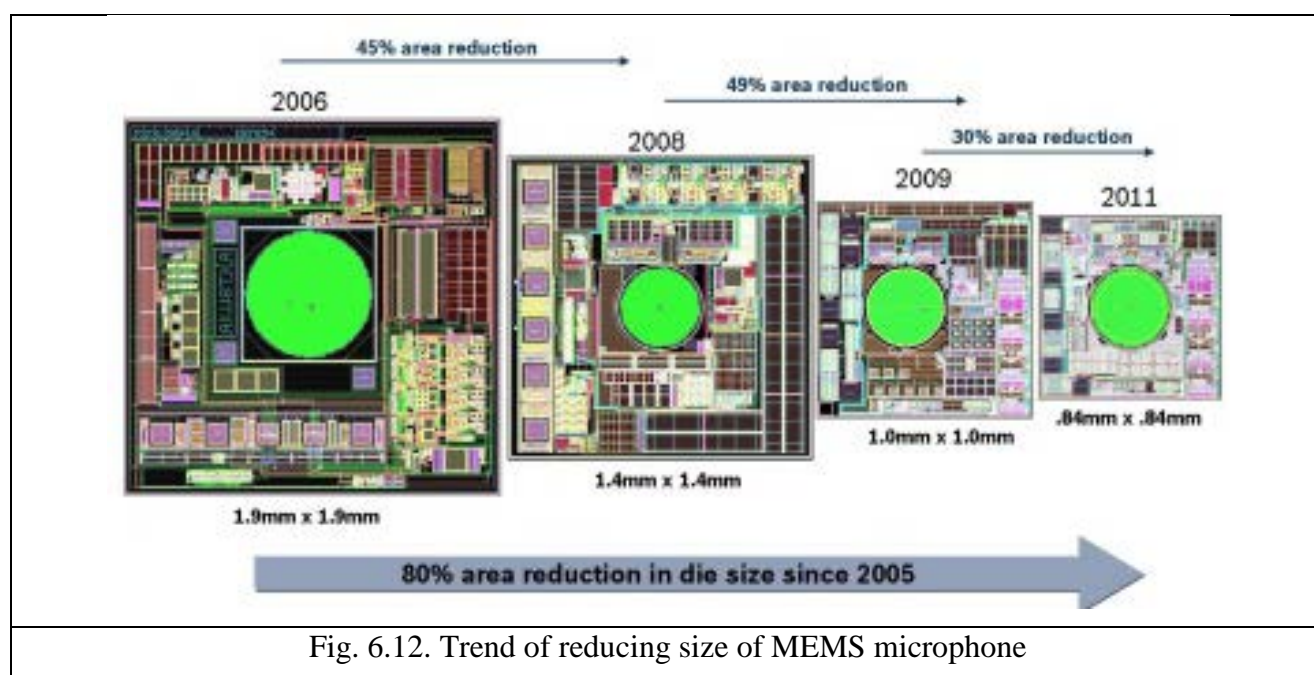 45% area reduction
49% area reduction
30% area reduction
2006
2008
2009
2011
1.9mm x 1.9mm
1.4mm x 1.4mm
1.0mm x 1.0mm
.84mm x .84mm
80% area reduction in die size since 2005
Fig. 6.12. Trend of reducing size of MEMS microphone